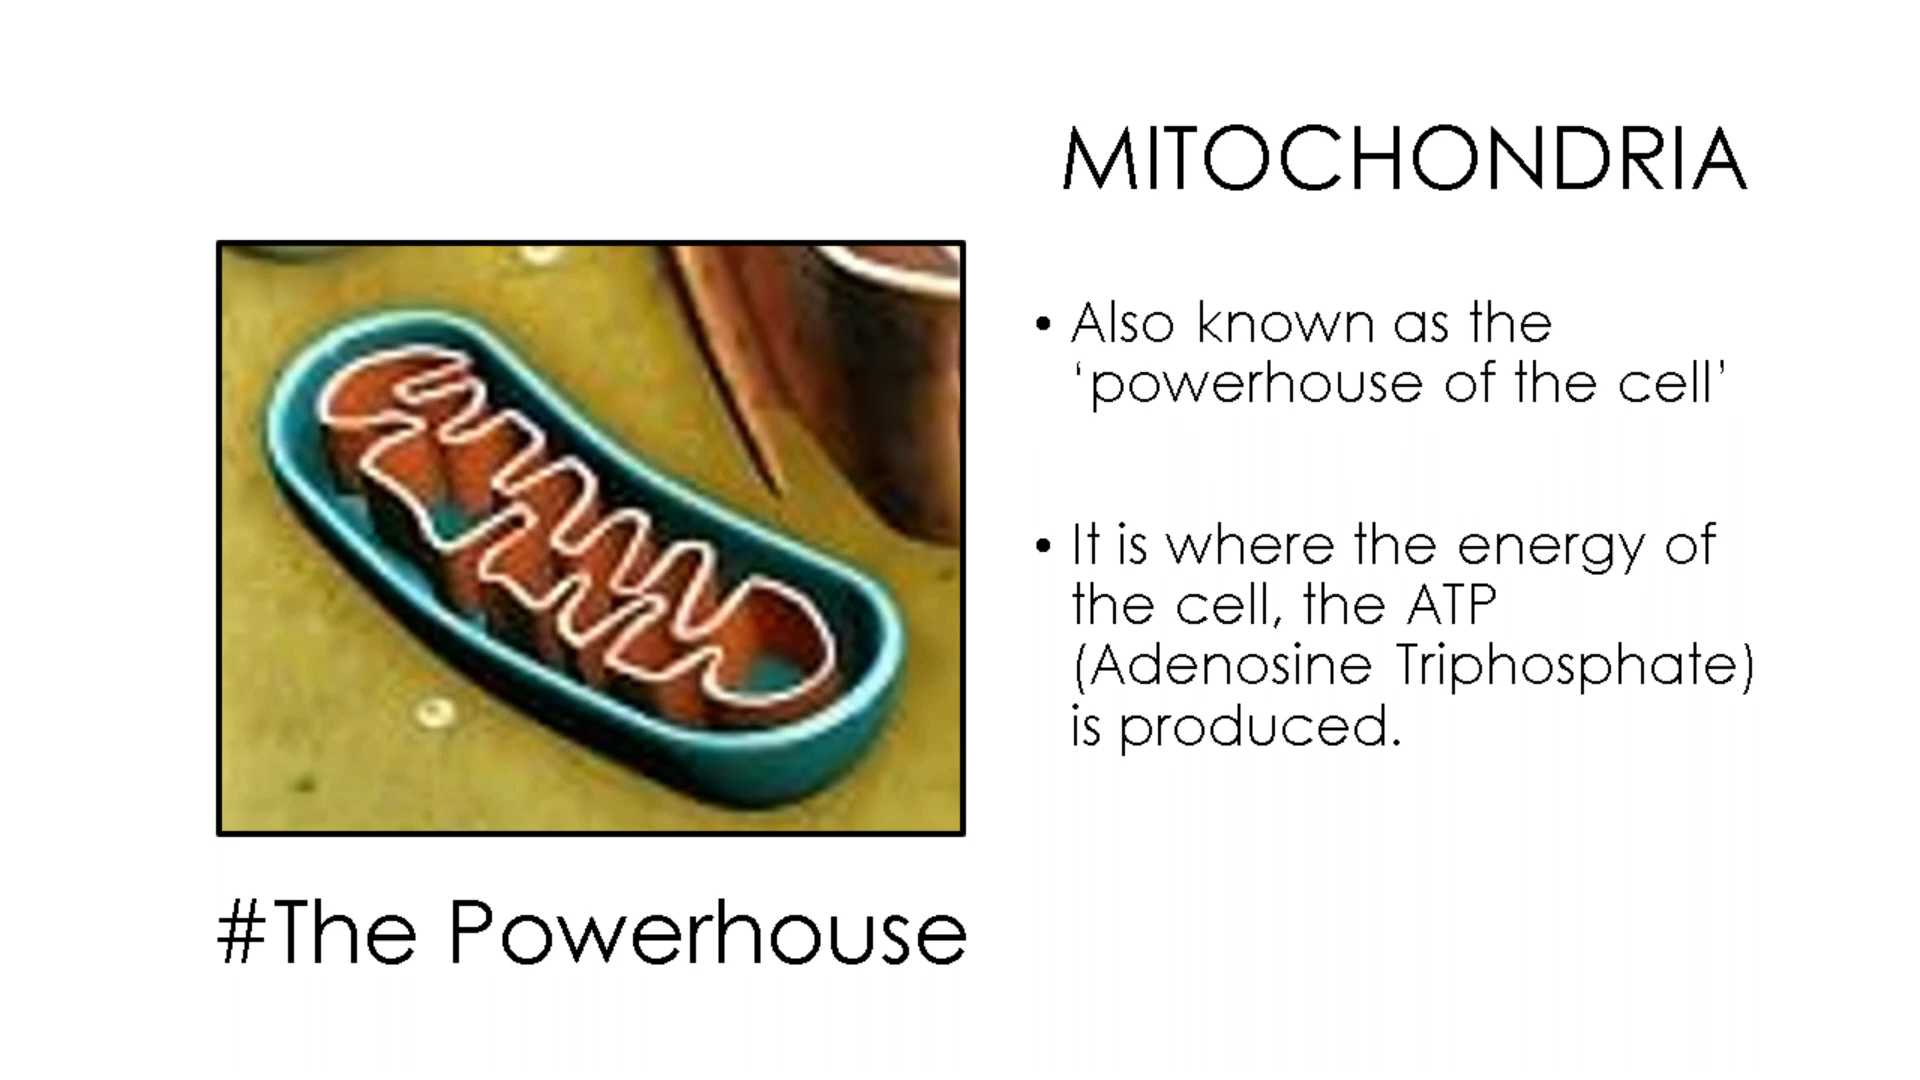 MITOCHONDRIA
• Also known as the
‘powerhouse of the cell’
• It is where the energy of
the cell, the ATP
(Adenosine Triphosphate)
is produced.
#The Powerhouse